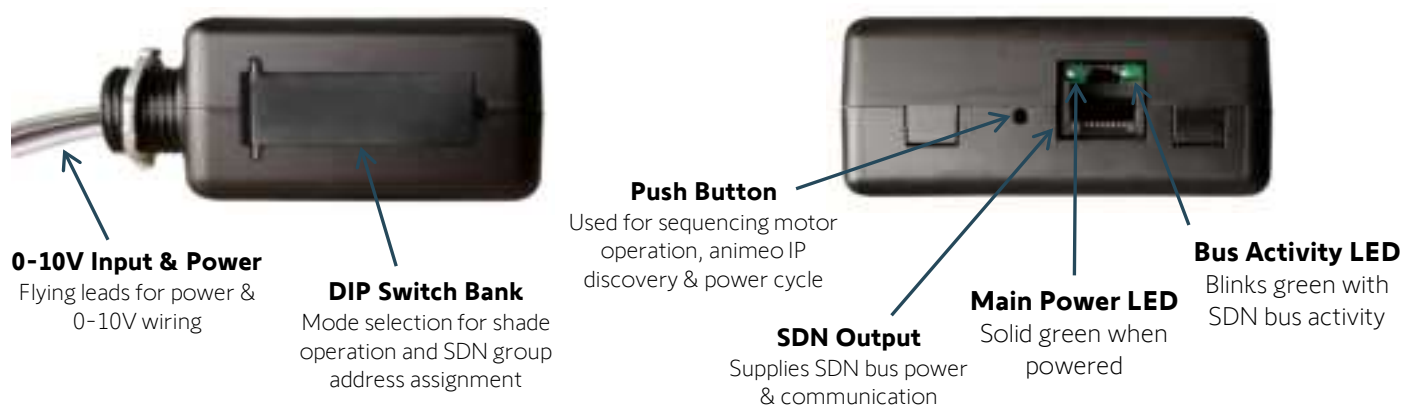 0-10V Input & Power
Flying leads for power &
0-10V wiring
DIP Switch Bank
Mode selection for shade
operation and SDN group
address assignment
Push Button
Used for sequencing motor
operation, animeo IP
discovery & power cycle
SDN Output
Supplies SDN bus power
& communication
Main Power LED
Solid green when
powered
Bus Activity LED
Blinks green with
SDN bus activity